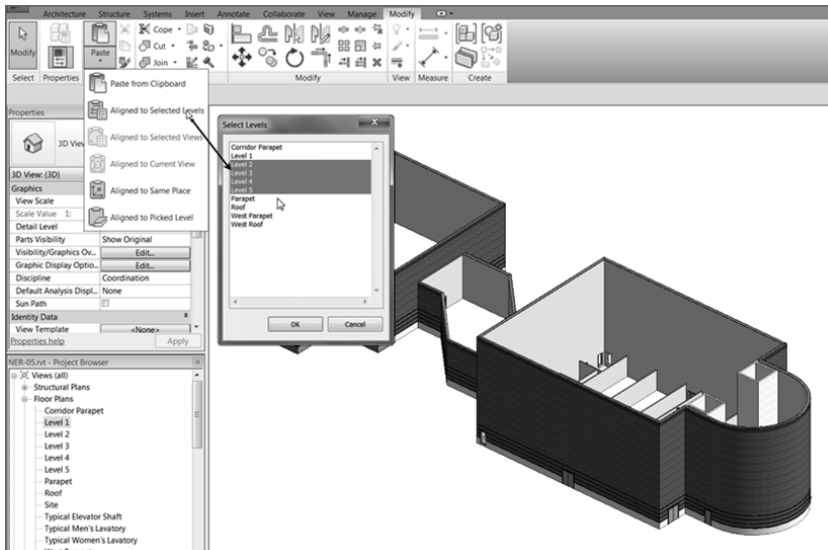 Architecture Structure Systems Insert Annotate Collaborate View Manage Modify
Cope
Cut
Join
Modify
Paste
Select Properties Modify View Measure Create
Paste from Clipboard
Aligned to Selected Levels
Aligned to Selected Views
Aligned to Current View
Aligned to Same Place
Aligned to Picked Level
Properties
3D View
3D View: {3D}
Graphics
View Scale
Scale Value 1:
Detail Level
Parts Visibility Show Original
Visibility/Graphics Ov... Edit...
Graphic Display Optio... Edit...
Discipline Coordination
Default Analysis Displ... None
Sun Path
Identity Data
View Template <None>
Properties help Apply
Select Levels
Corridor Parapet
Level 1
Level 2
Level 3
Level 4
Level 5
Parapet
Roof
West Parapet
West Roof
OK Cancel
NER-05.rvt - Project Browser
Views (all)
Structural Plans
Floor Plans
Corridor Parapet
Level 1
Level 2
Level 3
Level 4
Level 5
Parapet
Roof
Site
Typical Elevator Shaft
Typical Men's Lavatory
Typical Women's Lavatory